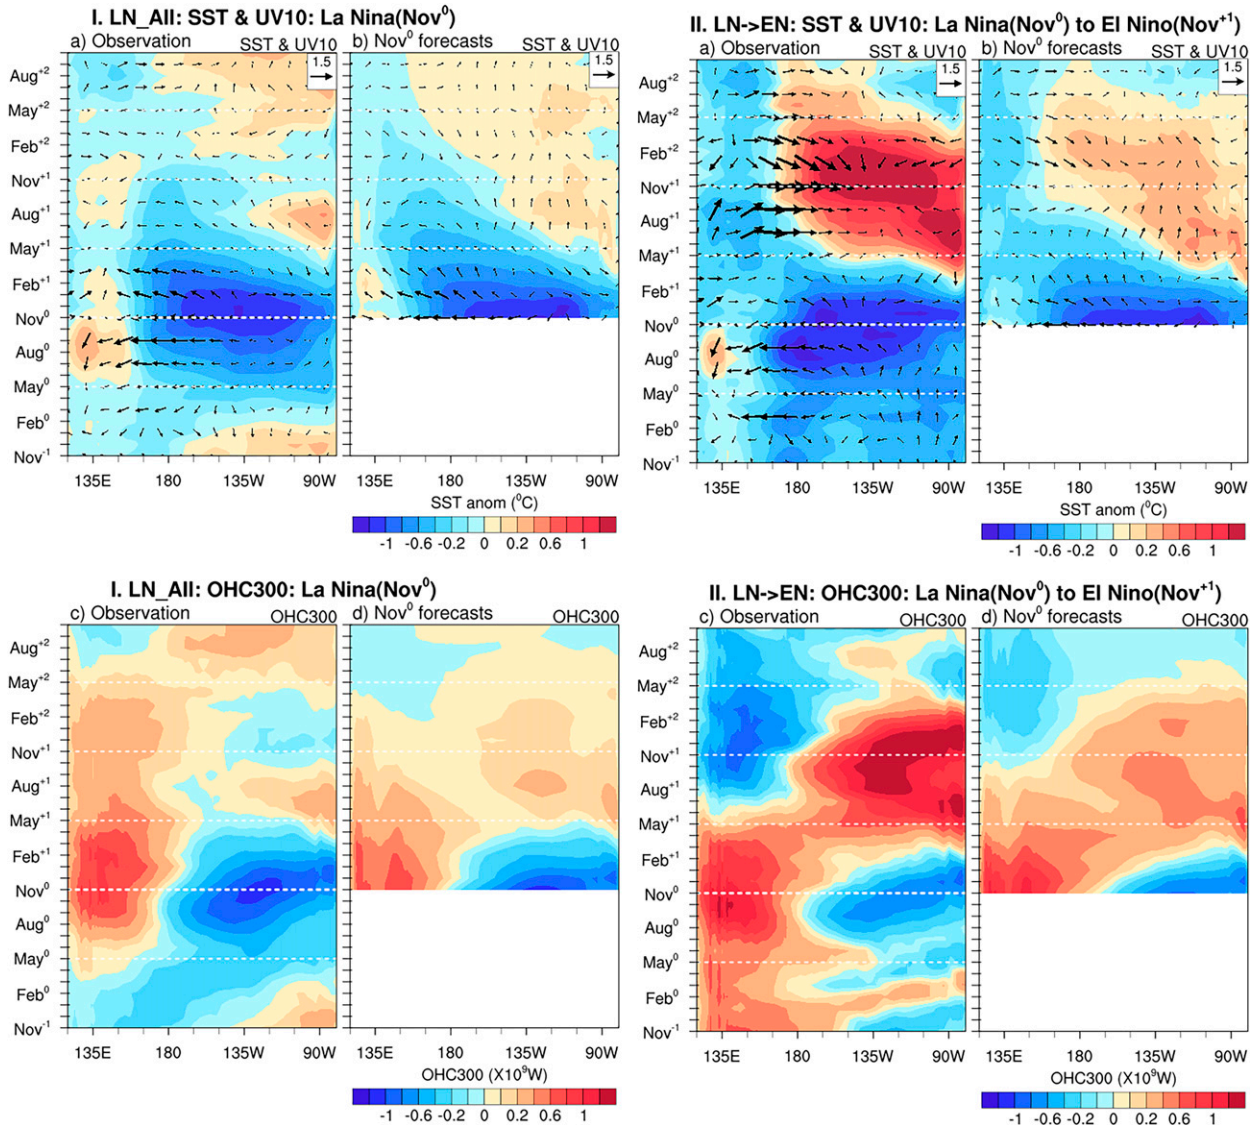 I. LN_All: SST & UV10: La Nina(Nov⁰)
a) Observation SST & UV10
b) Nov⁰ forecasts SST & UV10
1.5
1.5
Aug⁺²
May⁺²
Feb⁺²
Nov⁺¹
Aug⁺¹
May⁺¹
Feb⁺¹
Nov⁰
Aug⁰
May⁰
Feb⁰
Nov⁻¹
135E 180 135W 90W
135E 180 135W 90W
SST anom (⁰C)
-1 -0.6 -0.2 0 0.2 0.6 1
II. LN->EN: SST & UV10: La Nina(Nov⁰) to El Nino(Nov⁺¹)
a) Observation SST & UV10
b) Nov⁰ forecasts SST & UV10
1.5
1.5
Aug⁺²
May⁺²
Feb⁺²
Nov⁺¹
Aug⁺¹
May⁺¹
Feb⁺¹
Nov⁰
Aug⁰
May⁰
Feb⁰
Nov⁻¹
135E 180 135W 90W
135E 180 135W 90W
SST anom (⁰C)
-1 -0.6 -0.2 0 0.2 0.6 1
I. LN_All: OHC300: La Nina(Nov⁰)
c) Observation OHC300
d) Nov⁰ forecasts OHC300
Aug⁺²
May⁺²
Feb⁺²
Nov⁺¹
Aug⁺¹
May⁺¹
Feb⁺¹
Nov⁰
Aug⁰
May⁰
Feb⁰
Nov⁻¹
135E 180 135W 90W
135E 180 135W 90W
OHC300 (X10⁹W)
-1 -0.6 -0.2 0 0.2 0.6 1
II. LN->EN: OHC300: La Nina(Nov⁰) to El Nino(Nov⁺¹)
c) Observation OHC300
d) Nov⁰ forecasts OHC300
Aug⁺²
May⁺²
Feb⁺²
Nov⁺¹
Aug⁺¹
May⁺¹
Feb⁺¹
Nov⁰
Aug⁰
May⁰
Feb⁰
Nov⁻¹
135E 180 135W 90W
135E 180 135W 90W
OHC300 (X10⁹W)
-1 -0.6 -0.2 0 0.2 0.6 1